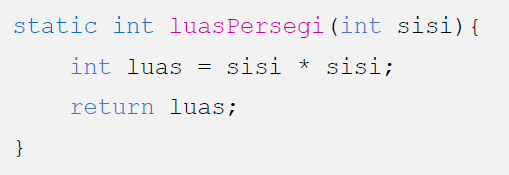 static int luasPersegi(int sisi){
    int luas = sisi * sisi;
    return luas;
}